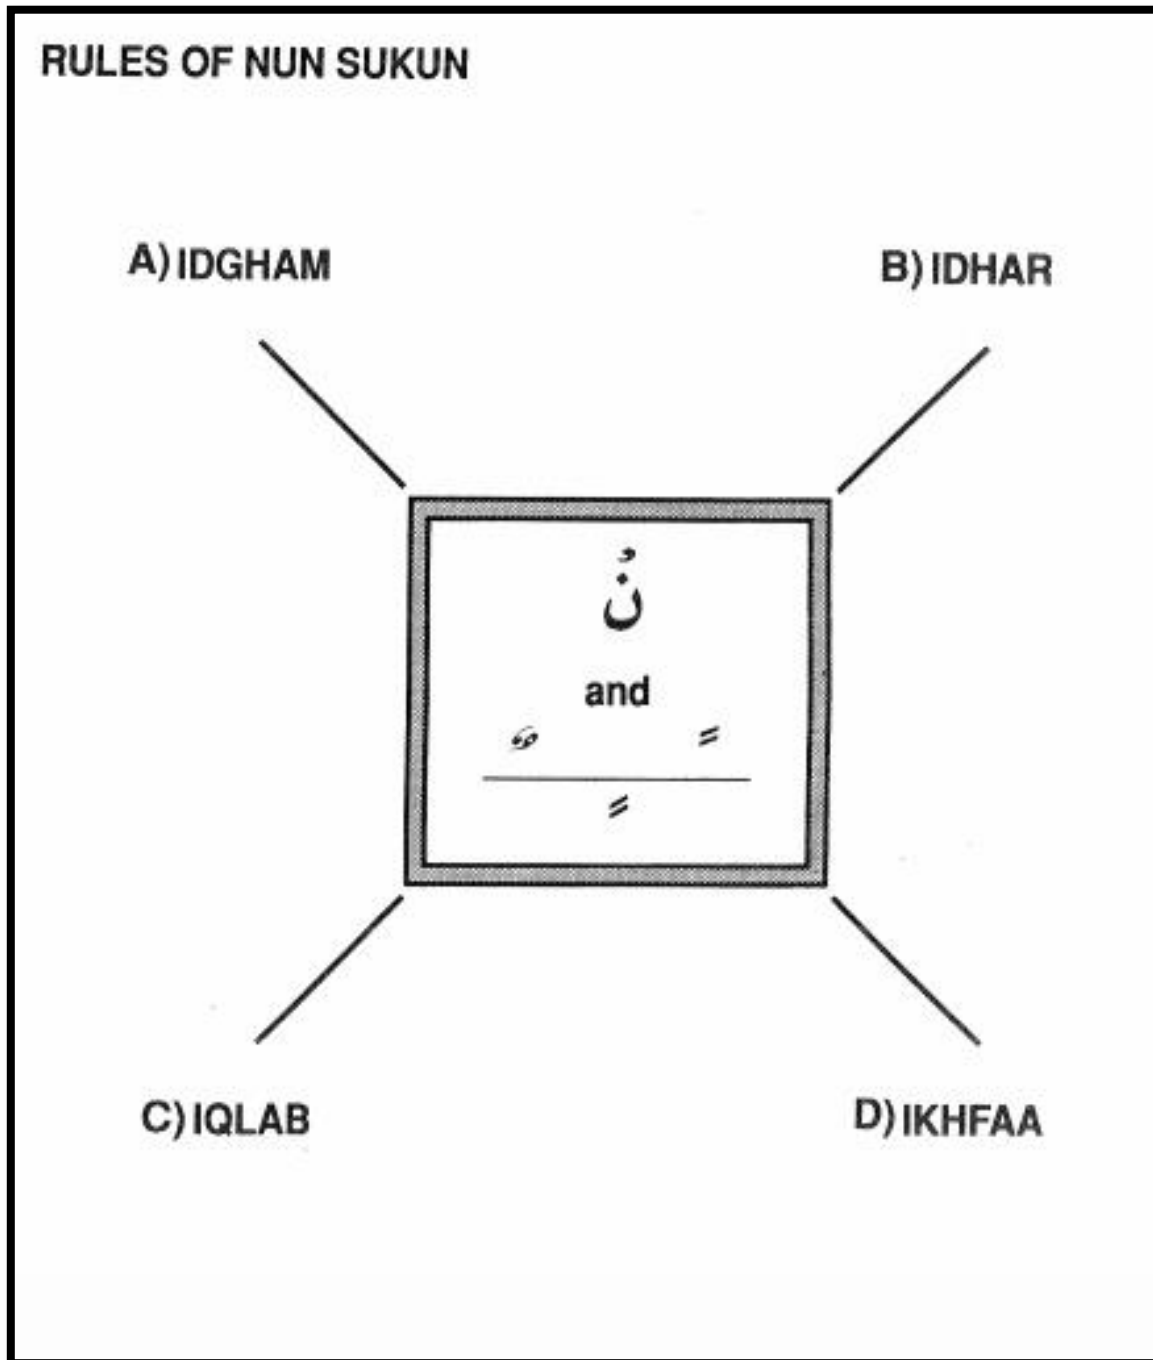 RULES OF NUN SUKUN
A) IDGHAM
B) IDHAR
نُ
and
ٌ ً
ٍ
C) IQLAB
D) IKHFAA